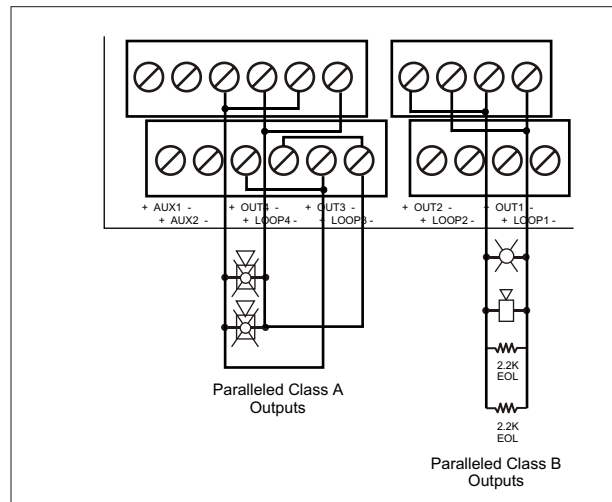 + AUX1 - + OUT4 - + OUT3 - + OUT2 - + OUT1 -
+ AUX2 - + LOOP4 - + LOOP3 - + LOOP2 - + LOOP1 -
2.2K
EOL
Paralleled Class A
Outputs
2.2K
EOL
Paralleled Class B
Outputs